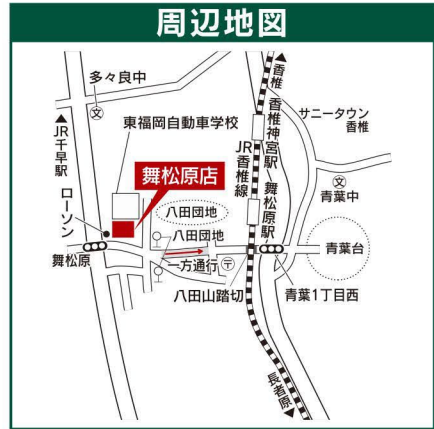 周辺地図
多々良中
文
▲JR千早駅
東福岡自動車学校
ローソン
舞松原店
八田団地
八田団地
舞松原
一方通行
〒
八田山踏切
▲香椎
香椎神宮駅
JR香椎線
舞松原駅
サニータウン
香椎
文
青葉中
青葉台
青葉1丁目西
長者原▼